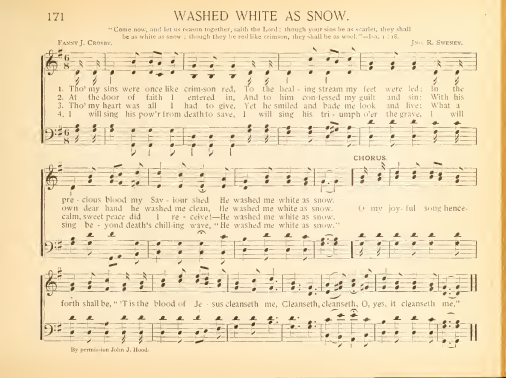 171
WASHED WHITE AS SNOW.
"Come now, and let us reason together, saith the Lord: though your sins be as scarlet, they shall
be as white as snow; though they be red like crimson, they shall be as wool."—Isa. 1: 18.
FANNY J. CROSBY.
JNO. R. SWENEY.
1. Tho' my sins were once like crim-son red, To the heal - ing stream my feet were led: In the
2. At the door of faith I entered in, And to him con fessed my guilt and sin; With his
3. Tho' my heart was all I had to give, Yet he smiled and bade me look and live; What a
4. I will sing his pow'r from death to save, I will sing his tri - umph o'er the grave, I will
CHORUS.
pre - cious blood my Sav - iour shed He washed me white as snow.
own dear hand he washed me clean, He washed me white as snow. O my joy- ful song hence-
calm, sweet peace did I re - ceive!—He washed me white as snow.
sing be - yond death's chill-ing wave, "He washed me white as snow."
forth shall be, "'Tis the blood of Je - sus cleanseth me, Cleanseth, cleanseth, O, yes, it cleanseth me,"
By permission John J. Hood.